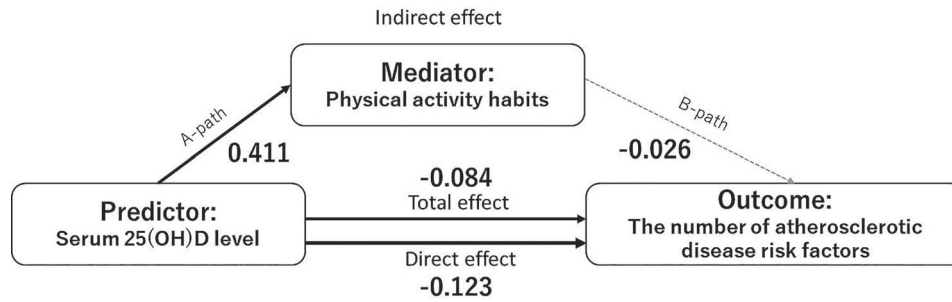 Indirect effect
Mediator:
Physical activity habits
A-path
B-path
0.411
-0.026
-0.084
Total effect
Predictor:
Serum 25(OH)D level
Outcome:
The number of atherosclerotic
disease risk factors
Direct effect
-0.123